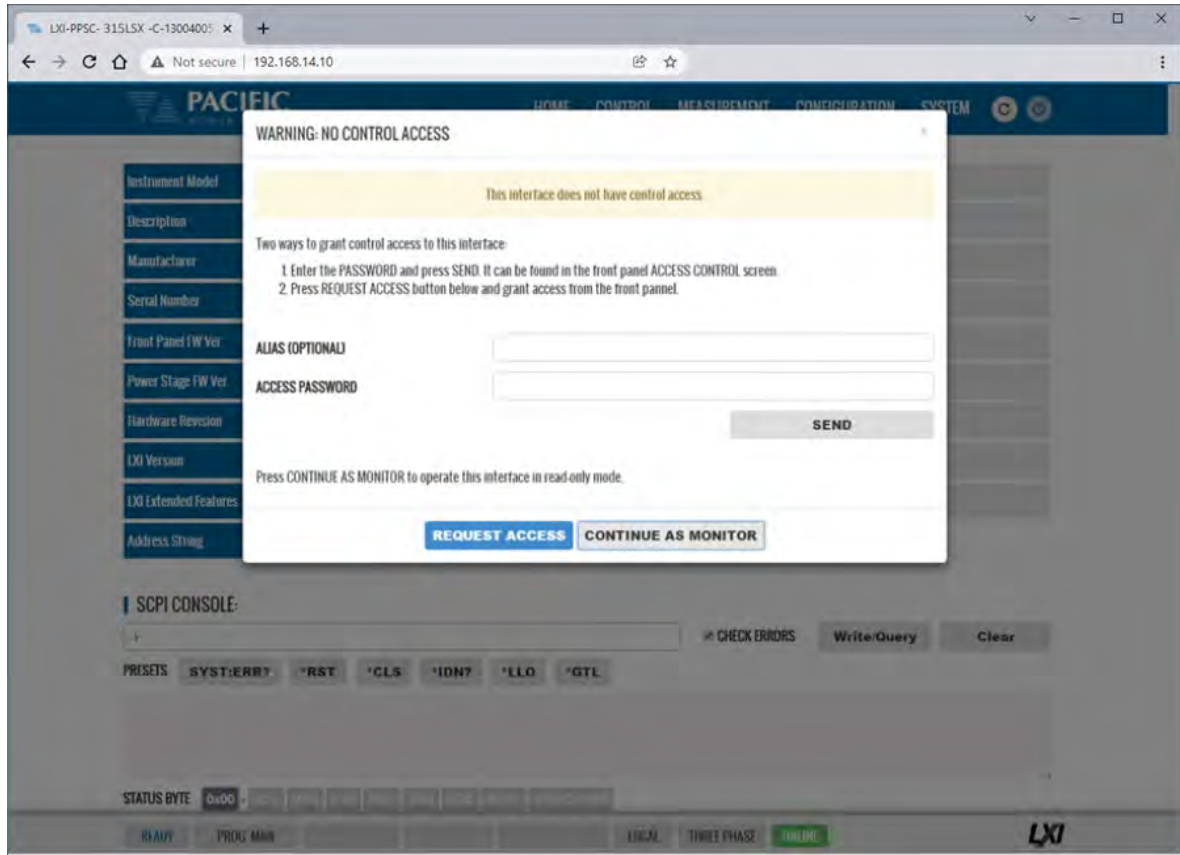 LXI-PPSC- 315LSX -C-13004005
Not secure | 192.168.14.10
PACIFIC
HOME CONTROL MEASUREMENT CONFIGURATION SYSTEM
WARNING: NO CONTROL ACCESS
This interface does not have control access.
Two ways to grant control access to this interface:
1. Enter the PASSWORD and press SEND. It can be found in the front panel ACCESS CONTROL screen.
2. Press REQUEST ACCESS button below and grant access from the front pannel.
ALIAS (OPTIONAL)
ACCESS PASSWORD
SEND
Press CONTINUE AS MONITOR to operate this interface in read-only mode.
REQUEST ACCESS CONTINUE AS MONITOR
Instrument Model
Description
Manufacturer
Serial Number
Front Panel FW Ver
Power Stage FW Ver
Hardware Revision
LXI Version
LXI Extended Features
Address String
SCPI CONSOLE:
CHECK ERRORS Write/Query Clear
PRESETS SYST:ERR? *RST *CLS *IDN? *LLO *GTL
STATUS BYTE 0x00
READY PROG: MAN LOCAL THREE PHASE ONLINE LXI